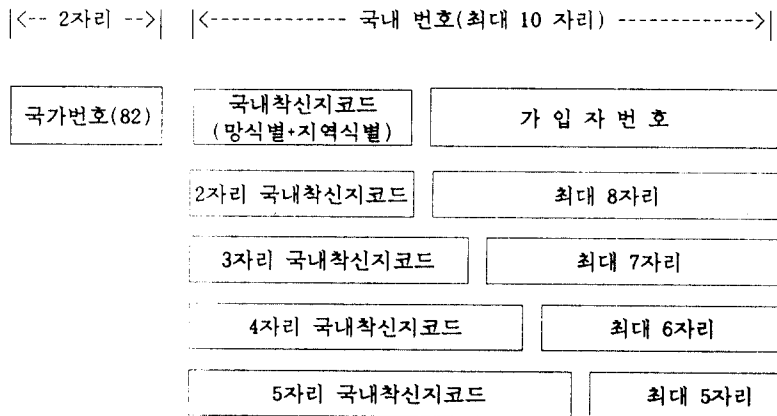 |<-- 2자리 -->| |<------------- 국내 번호(최대 10 자리) ------------->|
국가번호(82) 국내착신지코드 (망식별+지역식별) 가 입 자 번 호
2자리 국내착신지코드 최대 8자리
3자리 국내착신지코드 최대 7자리
4자리 국내착신지코드 최대 6자리
5자리 국내착신지코드 최대 5자리